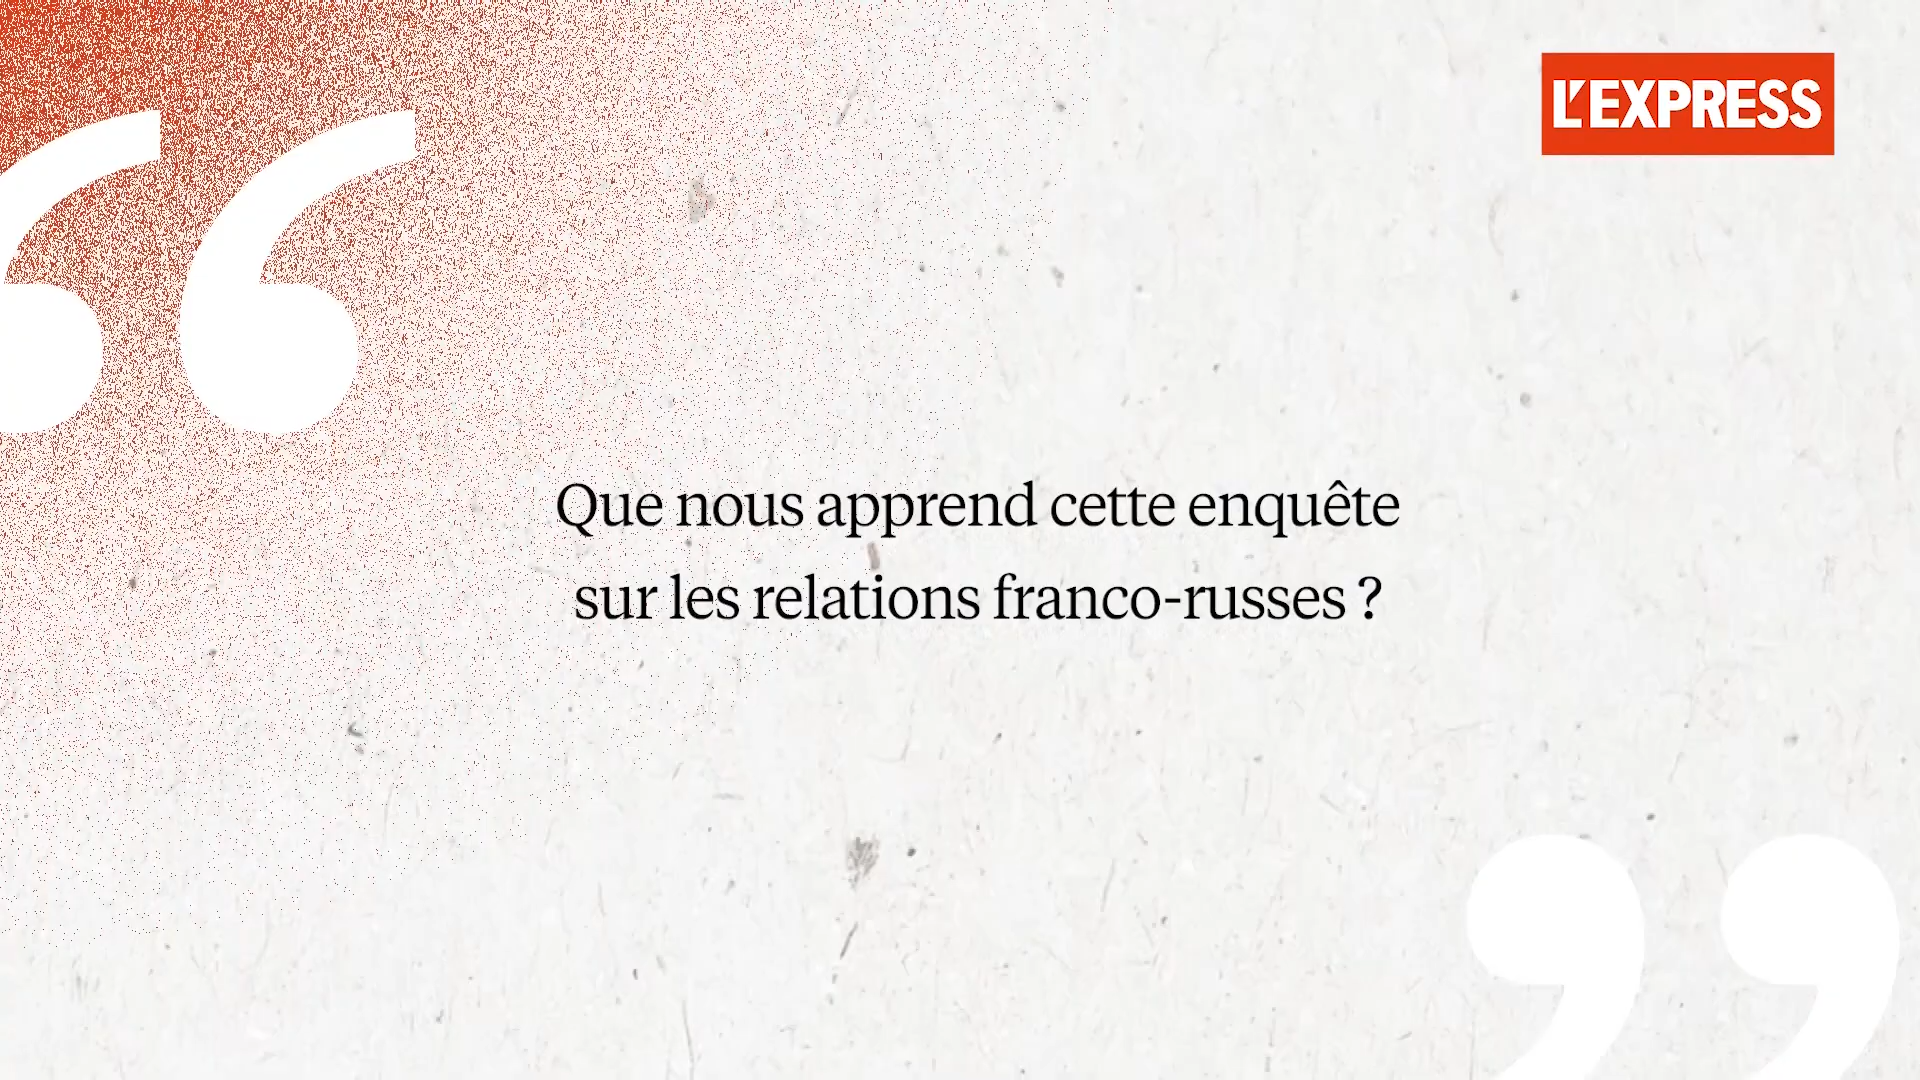 L'EXPRESS
Que nous apprend cette enquête
sur les relations franco-russes ?